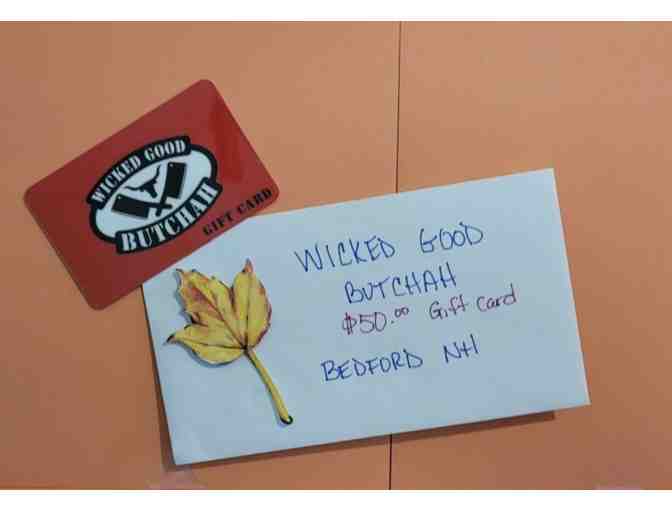 WICKED GOOD
BUTCHAH
GIFT CARD
WICKED GOOD
BUTCHAH
$50.00 Gift Card
BEDFORD NH